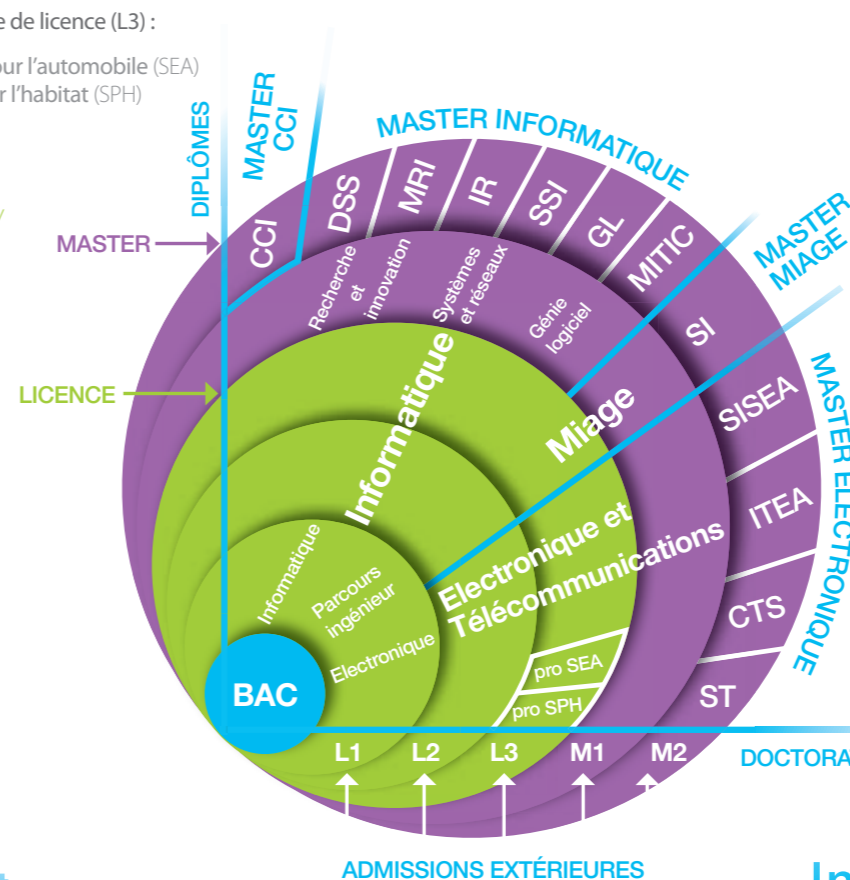 e de licence (L3) :
our l'automobile (SEA)
r l'habitat (SPH)
DIPLÔMES
MASTER
CCI
MASTER INFORMATIQUE
MASTER
MIAGE
MASTER ELECTRONIQUE
MASTER
LICENCE
CCI
DSS
MRI
IR
SSI
GL
MITIC
SI
SISEA
ITEA
CTS
ST
Recherche
et
innovation
Systèmes
et réseaux
Génie
logiciel
Informatique
Miage
Electronique et
Télécommunications
Informatique
Parcours
ingénieur
Electronique
BAC
pro SEA
pro SPH
L1 L2 L3 M1 M2
DOCTORA
ADMISSIONS EXTÉRIEURES
In